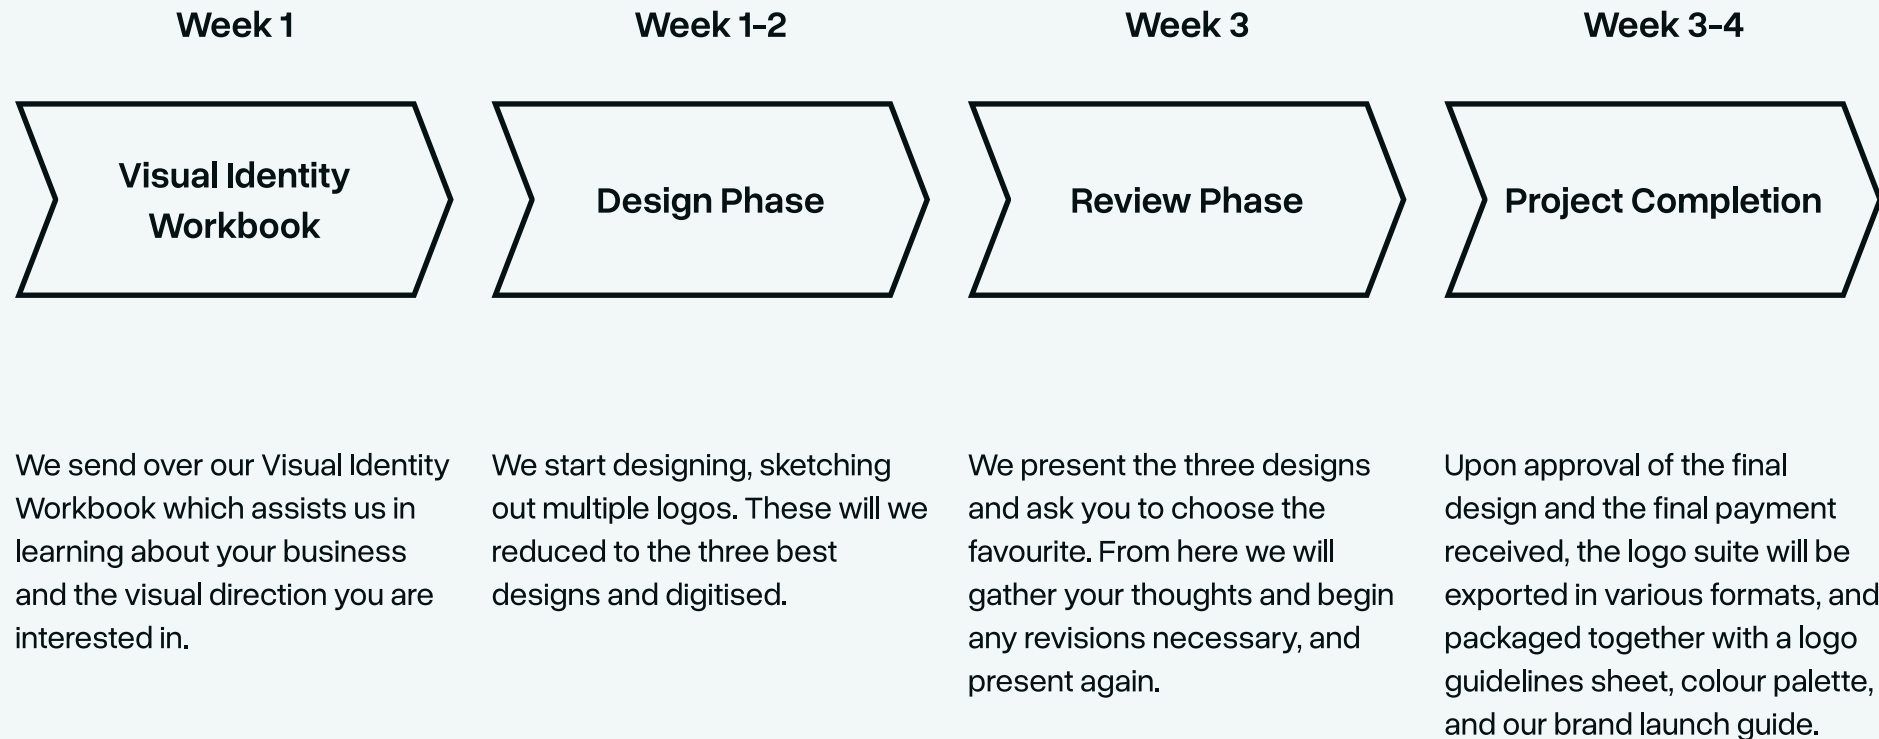 Week 1
Visual Identity
Workbook
We send over our Visual Identity
Workbook which assists us in
learning about your business
and the visual direction you are
interested in.
Week 1-2
Design Phase
We start designing, sketching
out multiple logos. These will we
reduced to the three best
designs and digitised.
Week 3
Review Phase
We present the three designs
and ask you to choose the
favourite. From here we will
gather your thoughts and begin
any revisions necessary, and
present again.
Week 3-4
Project Completion
Upon approval of the final
design and the final payment
received, the logo suite will be
exported in various formats, and
packaged together with a logo
guidelines sheet, colour palette,
and our brand launch guide.